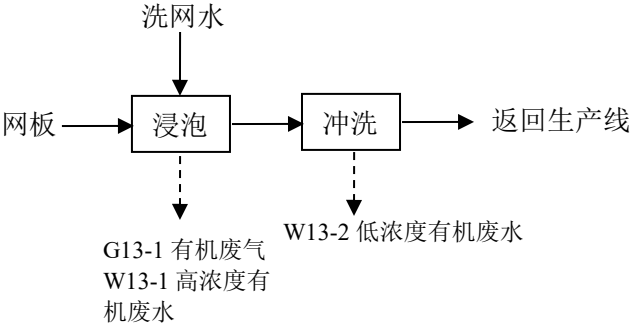 洗网水
网板
浸泡
冲洗
返回生产线
G13-1 有机废气
W13-1 高浓度有
机废水
W13-2 低浓度有机废水